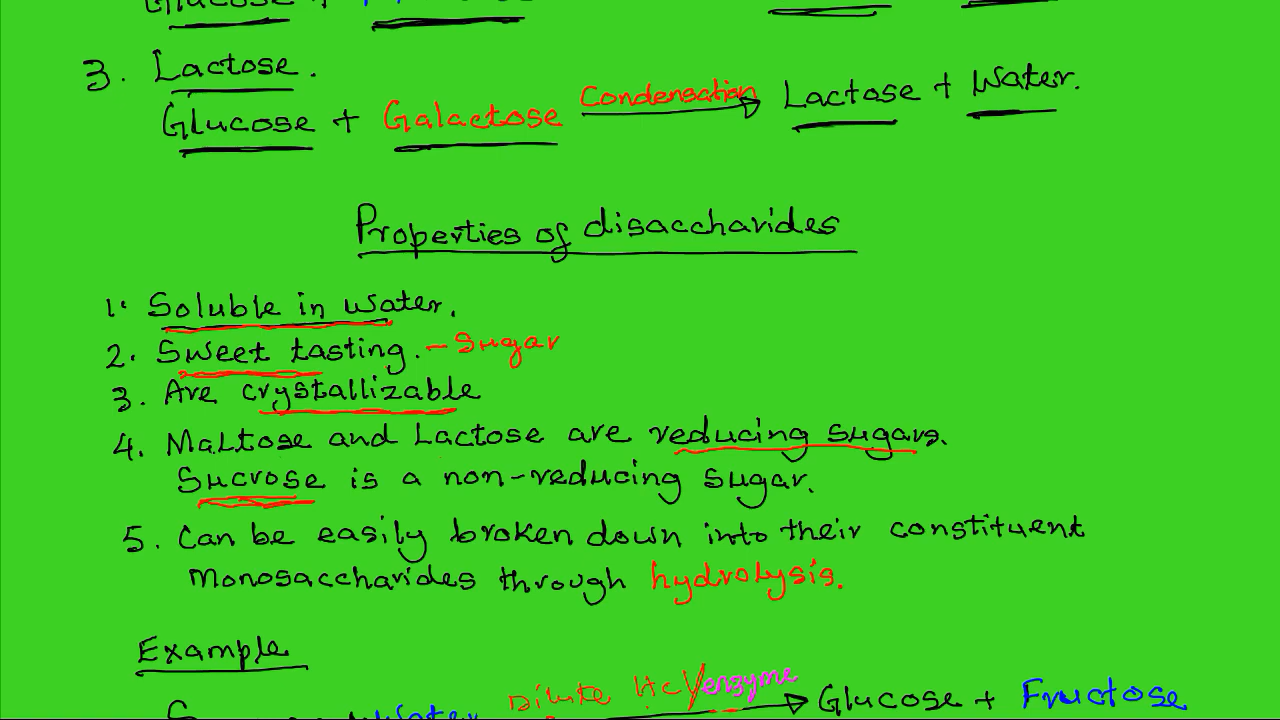 Glucose +
3. Lactose.
Glucose + Galactose Condensation Lactose + Water.
Properties of disaccharides
1. Soluble in water.
2. Sweet tasting. - Sugar
3. Are crystallizable
4. Maltose and Lactose are reducing sugars.
Sucrose is a non-reducing sugar.
5. Can be easily broken down into their constituent
Monosaccharides through hydrolysis.
Example
Water Dilute HCl/enzyme Glucose + Fructose